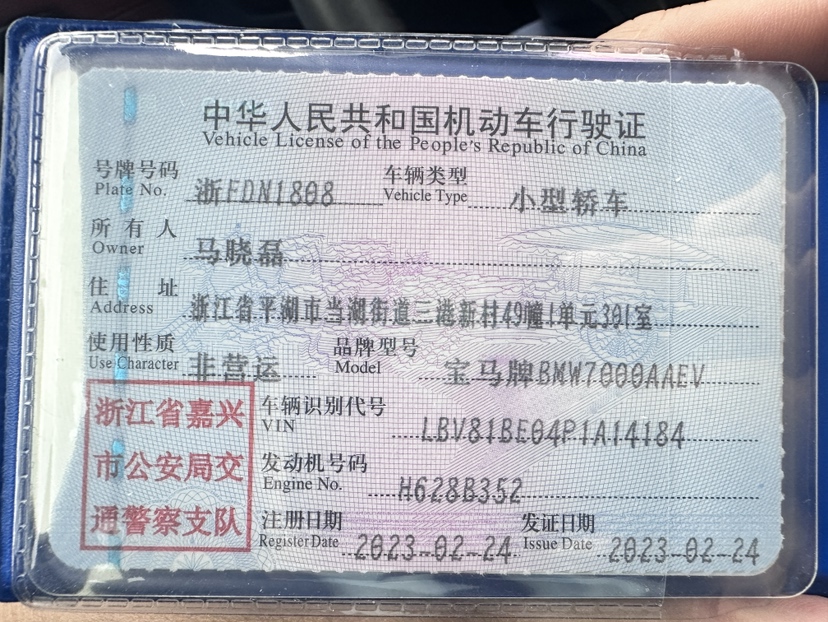 中华人民共和国机动车行驶证
Vehicle License of the People's Republic of China
号牌号码 浙FDN1808 车辆类型 小型轿车
Plate No. Vehicle Type
所有人 马晓磊
Owner
住址 浙江省平湖市当湖街道三港新村49幢1单元301室
Address
使用性质 非营运 品牌型号 宝马牌BMW7000AAEV
Use Character Model
浙江省嘉兴
市公安局交
通警察支队
车辆识别代号 LBV81BE04P1A14184
VIN
发动机号码 H628B352
Engine No.
注册日期 2023-02-24 发证日期 2023-02-24
Register Date Issue Date